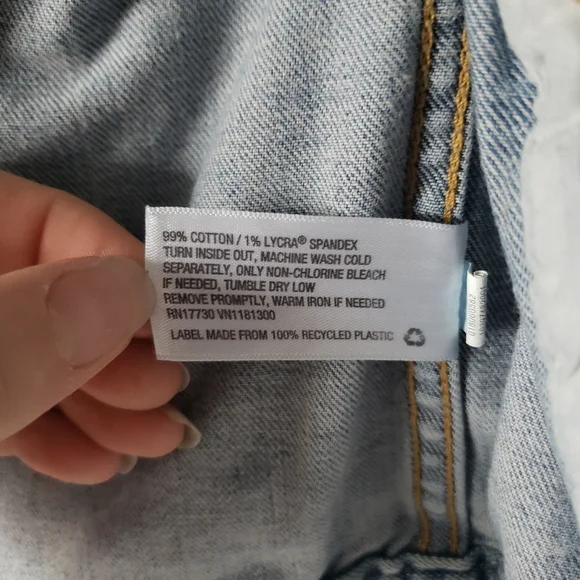 99% COTTON / 1% LYCRA® SPANDEX
TURN INSIDE OUT, MACHINE WASH COLD
SEPARATELY, ONLY NON-CHLORINE BLEACH
IF NEEDED, TUMBLE DRY LOW
REMOVE PROMPTLY, WARM IRON IF NEEDED
RN17730 VN1181300
LABEL MADE FROM 100% RECYCLED PLASTIC